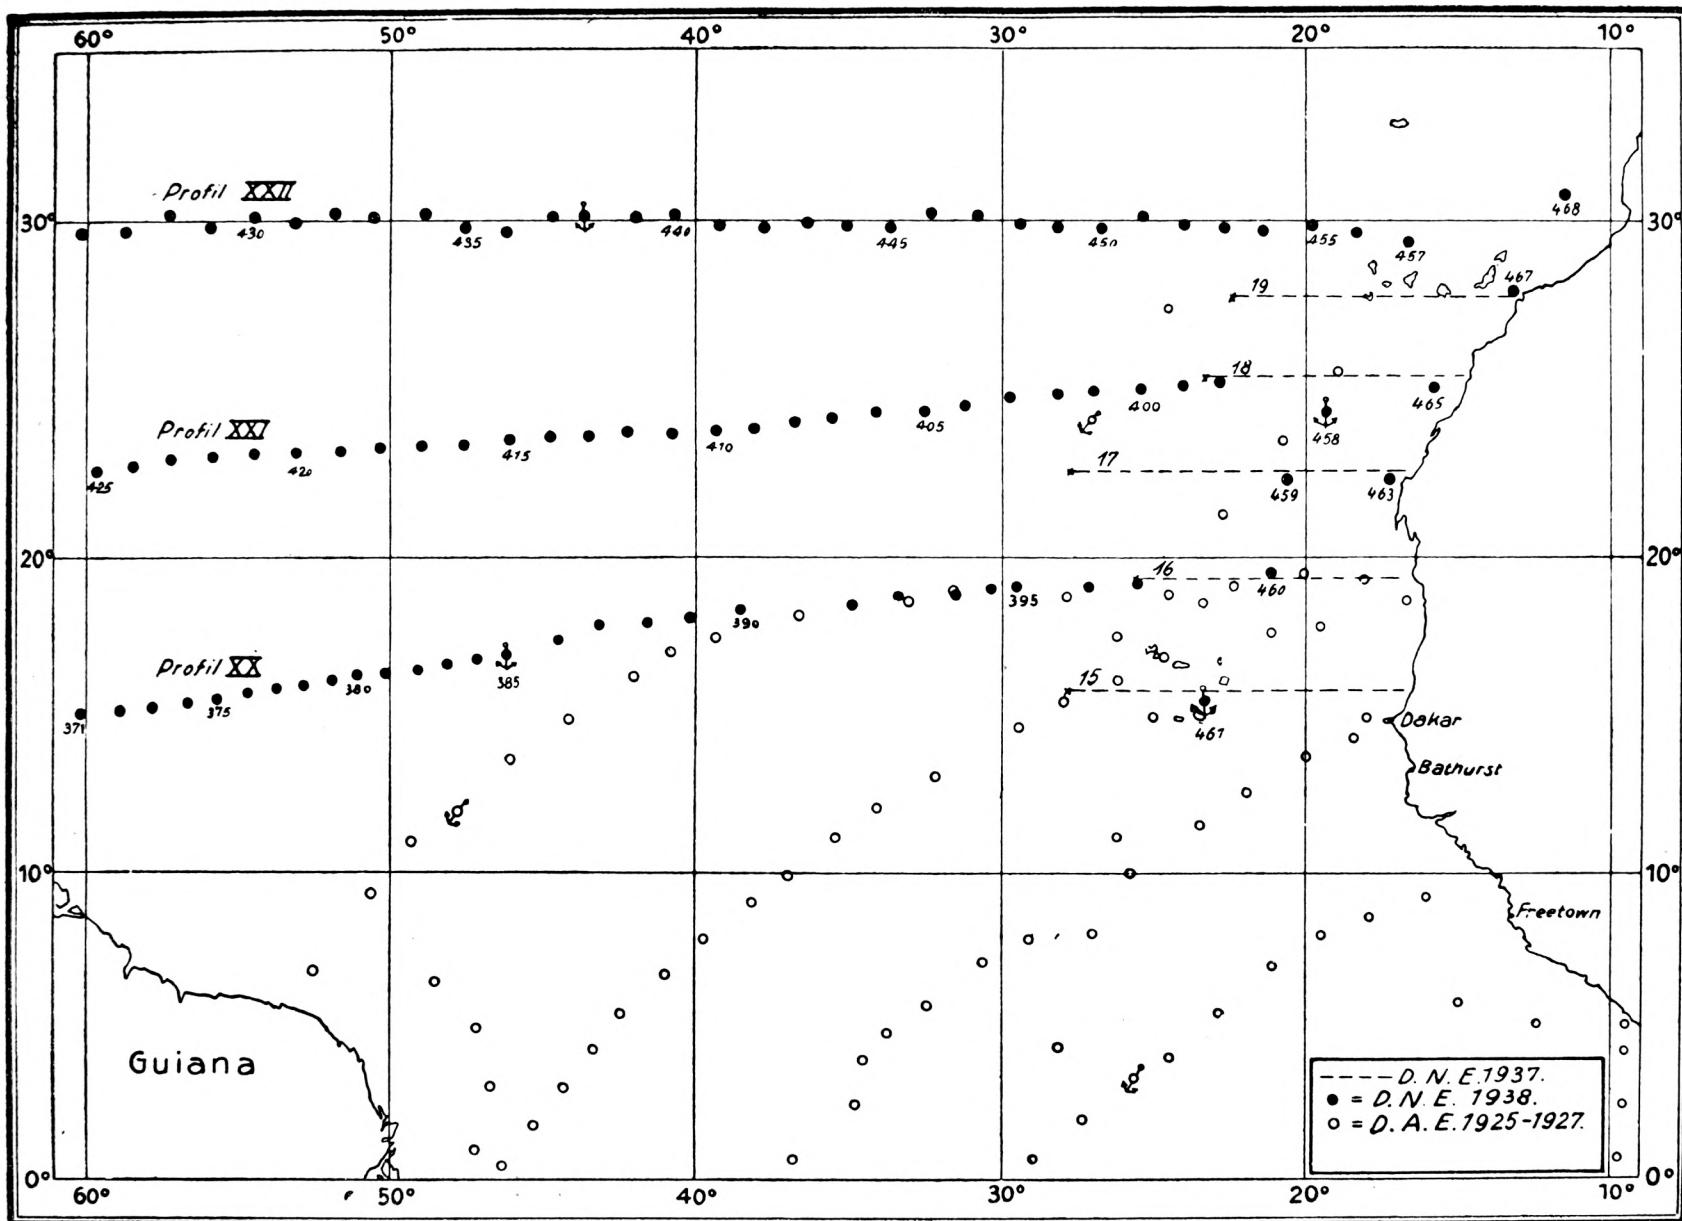 60° 50° 40° 30° 20° 10°
Profil XXII
468
30° 430 435 440 445 450 455 457 30°
467
19
18
400 465
Profil XXI
405 458
410
415
420
425
17
459 463
20° 20°
16
460
395
390
Profil XX
385
380
375
371
15
461
Dakar
Bathurst
10° 10°
Freetown
Guiana
D. N. E. 1937.
= D. N. E. 1938.
= D. A. E. 1925-1927.
0° 0°
60° 50° 40° 30° 20° 10°